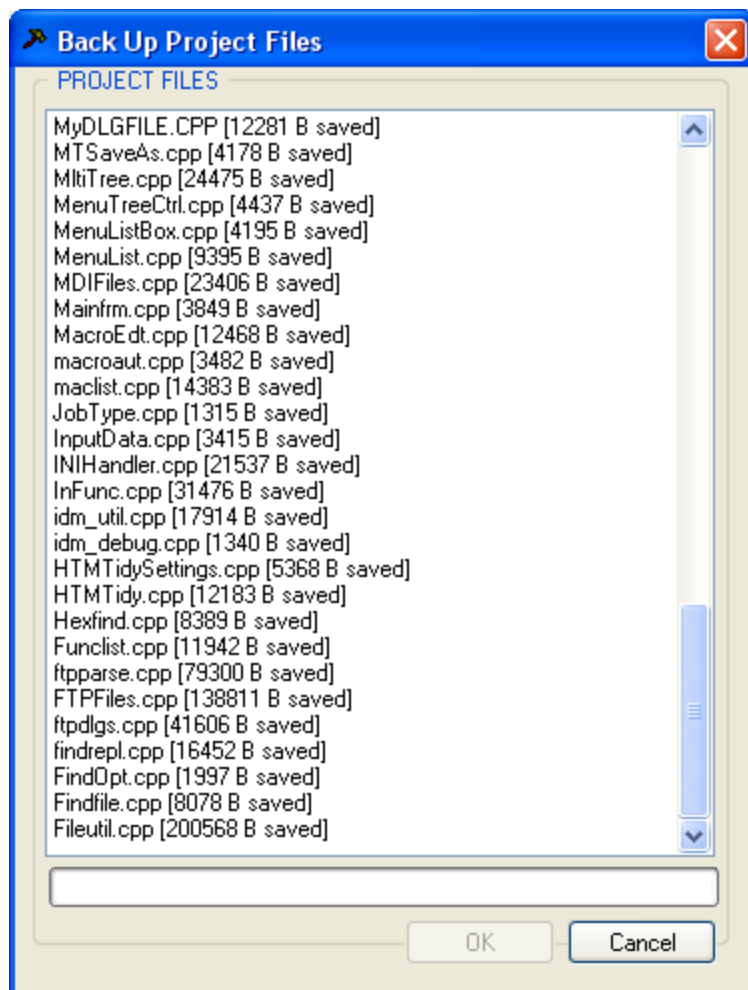 Back Up Project Files
PROJECT FILES
MyDLGFILE.CPP [12281 B saved]
MTSaveAs.cpp [4178 B saved]
MltiTree.cpp [24475 B saved]
MenuTreeCtrl.cpp [4437 B saved]
MenuListBox.cpp [4195 B saved]
MenuList.cpp [9395 B saved]
MDIFiles.cpp [23406 B saved]
Mainfrm.cpp [3849 B saved]
MacroEdt.cpp [12468 B saved]
macroaut.cpp [3482 B saved]
maclist.cpp [14383 B saved]
JobType.cpp [1315 B saved]
InputData.cpp [3415 B saved]
INIHandler.cpp [21537 B saved]
InFunc.cpp [31476 B saved]
idm_util.cpp [17914 B saved]
idm_debug.cpp [1340 B saved]
HTMTidySettings.cpp [5368 B saved]
HTMTidy.cpp [12183 B saved]
Hexfind.cpp [8389 B saved]
Funclist.cpp [11942 B saved]
ftpparse.cpp [79300 B saved]
FTPFiles.cpp [138811 B saved]
ftpdlgs.cpp [41606 B saved]
findrepl.cpp [16452 B saved]
FindOpt.cpp [1997 B saved]
Findfile.cpp [8078 B saved]
Fileutil.cpp [200568 B saved]
OK Cancel